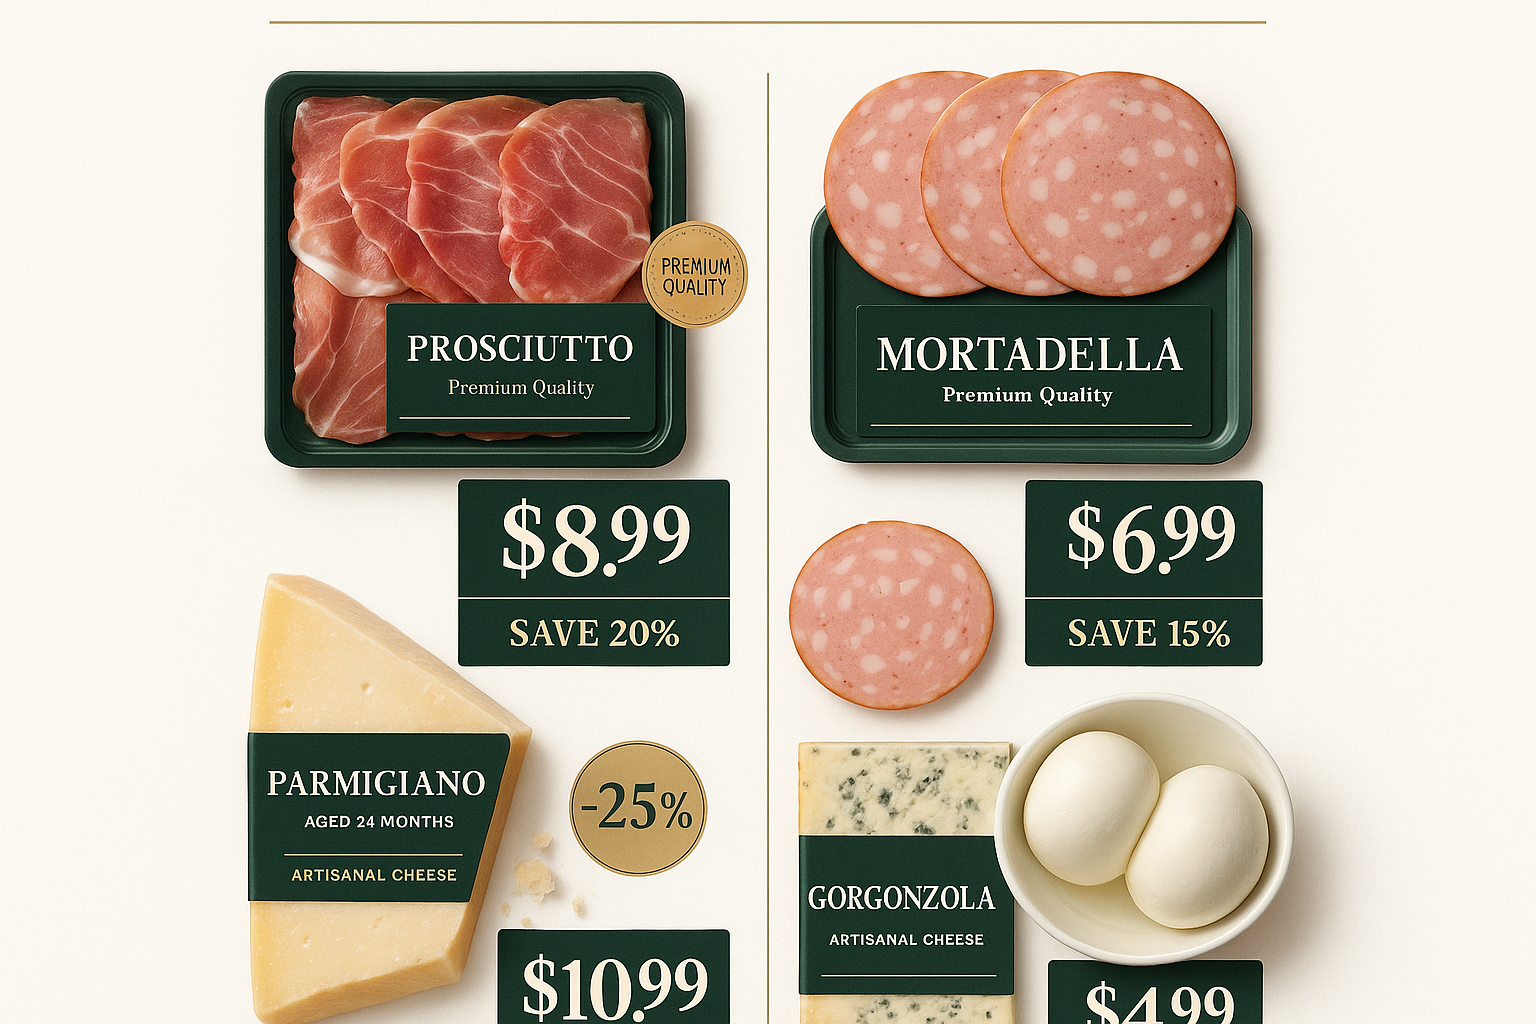 PREMIUM
QUALITY
PROSCIUTTO
Premium Quality
$8.99
SAVE 20%
MORTADELLA
Premium Quality
$6.99
SAVE 15%
PARMIGIANO
AGED 24 MONTHS
ARTISANAL CHEESE
-25%
$10.99
GORGONZOLA
ARTISANAL CHEESE
$4.99